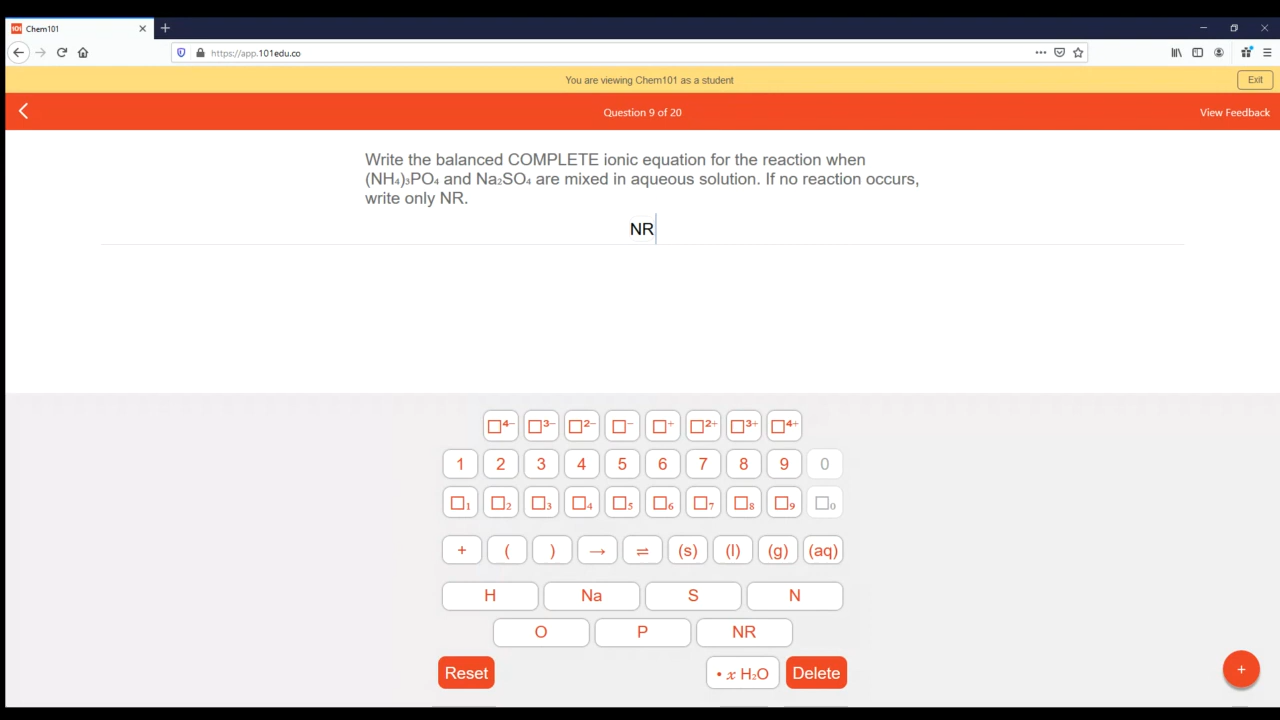 101 Chem101
https://app.101edu.co
You are viewing Chem101 as a student
Exit
Question 9 of 20
View Feedback
Write the balanced COMPLETE ionic equation for the reaction when
(NH₄)₃PO₄ and Na₂SO₄ are mixed in aqueous solution. If no reaction occurs,
write only NR.
NR
□⁴⁻ □³⁻ □²⁻ □⁻ □⁺ □²⁺ □³⁺ □⁴⁺
1 2 3 4 5 6 7 8 9 0
□₁ □₂ □₃ □₄ □₅ □₆ □₇ □₈ □₉ □₀
+ ( ) → ⇌ (s) (l) (g) (aq)
H Na S N
O P NR
Reset • x H₂O Delete
+